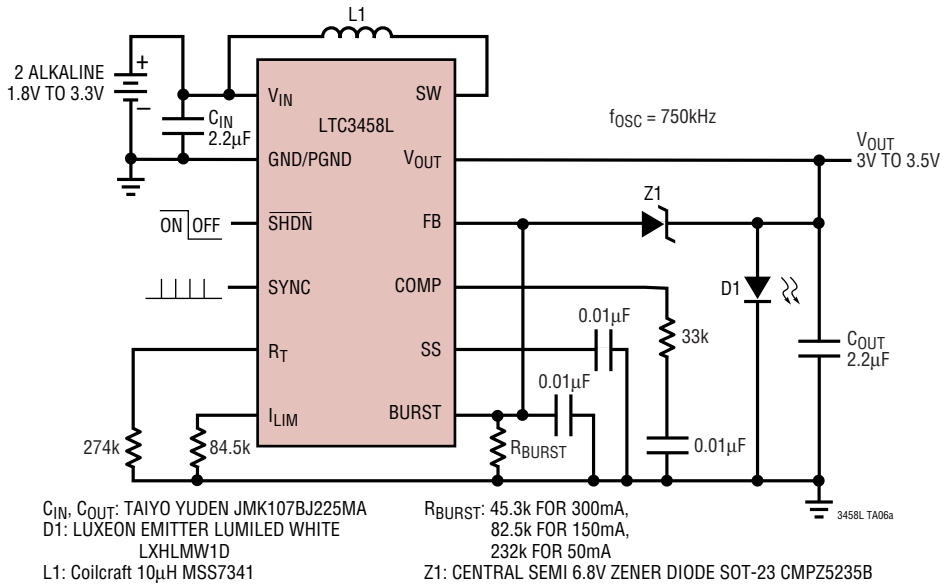 L1
2 ALKALINE
1.8V TO 3.3V
+
–
CIN
2.2µF
VIN
SW
LTC3458L
fOSC = 750kHz
GND/PGND
VOUT
VOUT
3V TO 3.5V
Z1
ON OFF
SHDN
FB
SYNC
COMP
D1
0.01µF
33k
COUT
2.2µF
RT
SS
0.01µF
ILIM
BURST
274k
84.5k
RBURST
0.01µF
3458L TA06a
CIN, COUT: TAIYO YUDEN JMK107BJ225MA
D1: LUXEON EMITTER LUMILED WHITE
LXHLMW1D
L1: Coilcraft 10µH MSS7341
RBURST: 45.3k FOR 300mA,
82.5k FOR 150mA,
232k FOR 50mA
Z1: CENTRAL SEMI 6.8V ZENER DIODE SOT-23 CMPZ5235B